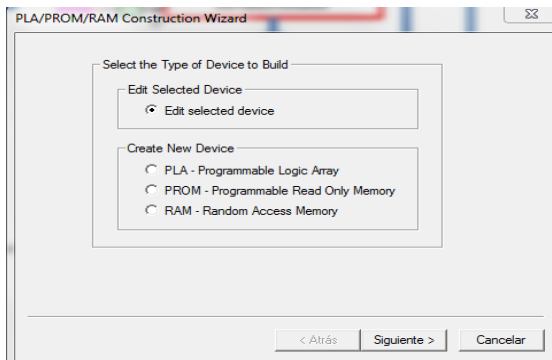 PLA/PROM/RAM Construction Wizard
Select the Type of Device to Build
Edit Selected Device
Edit selected device
Create New Device
PLA - Programmable Logic Array
PROM - Programmable Read Only Memory
RAM - Random Access Memory
< Atrás Siguiente > Cancelar